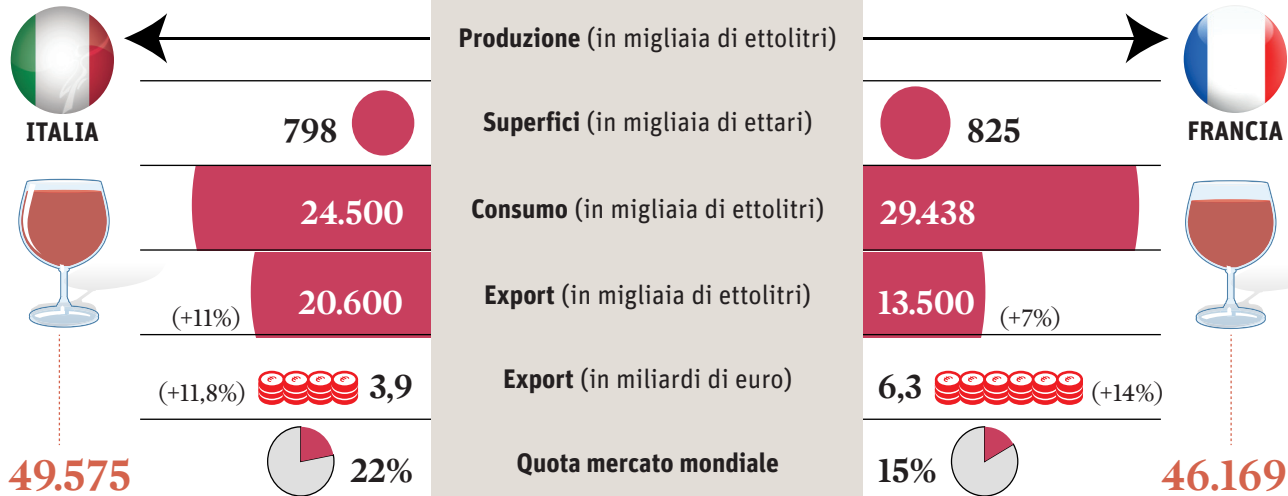 Produzione (in migliaia di ettolitri)
ITALIA
FRANCIA
798
Superfici (in migliaia di ettari)
825
24.500
Consumo (in migliaia di ettolitri)
29.438
(+11%)
20.600
Export (in migliaia di ettolitri)
13.500
(+7%)
(+11,8%)
3,9
Export (in miliardi di euro)
6,3
(+14%)
49.575
22%
Quota mercato mondiale
15%
46.169